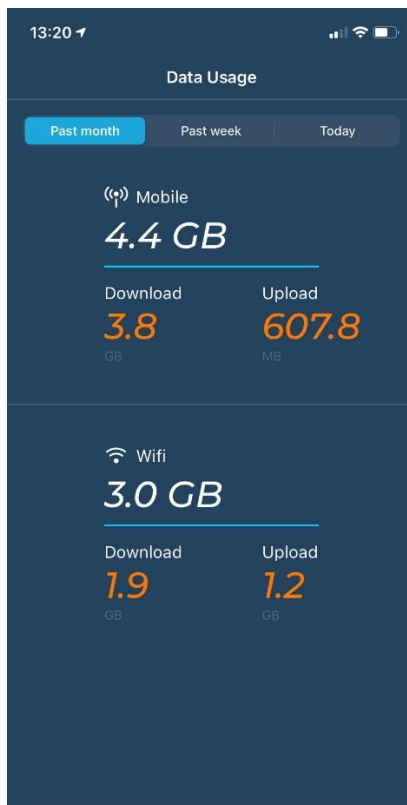 13:20
Data Usage
Past month Past week Today
Mobile
4.4 GB
Download Upload
3.8 607.8
GB MB
Wifi
3.0 GB
Download Upload
1.9 1.2
GB GB